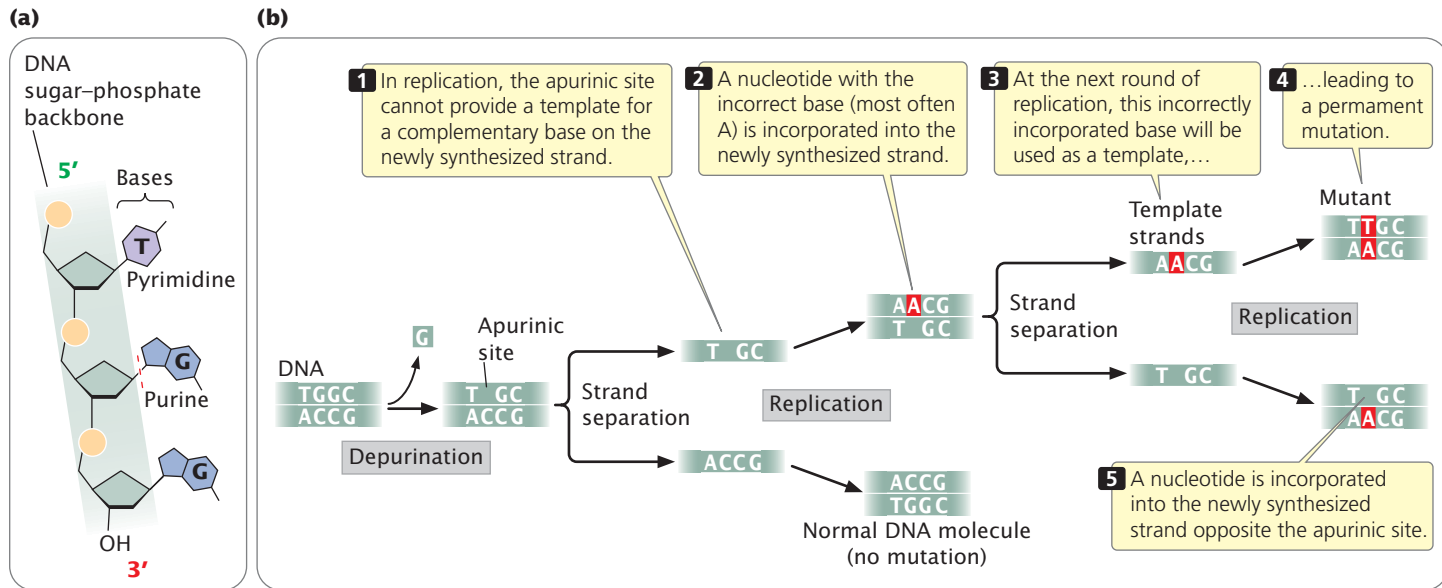 (a)
DNA
sugar–phosphate
backbone
5′
Bases
T
Pyrimidine
G
Purine
G
OH
3′
(b)
1 In replication, the apurinic site
cannot provide a template for
a complementary base on the
newly synthesized strand.
2 A nucleotide with the
incorrect base (most often
A) is incorporated into the
newly synthesized strand.
3 At the next round of
replication, this incorrectly
incorporated base will be
used as a template,…
4 …leading to
a permament
mutation.
DNA
TGGC
ACCG
G
Depurination
Apurinic
site
T GC
ACCG
Strand
separation
T GC
ACCG
Replication
AACG
T GC
ACCG
TGGC
Normal DNA molecule
(no mutation)
Strand
separation
Template
strands
AACG
T GC
Replication
Mutant
TTGC
AACG
T GC
AACG
5 A nucleotide is incorporated
into the newly synthesized
strand opposite the apurinic site.